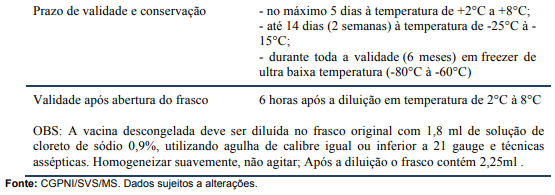 Prazo de validade e conservação
- no máximo 5 dias à temperatura de +2°C a +8°C;
- até 14 dias (2 semanas) à temperatura de -25°C à -
15°C;
- durante toda a validade (6 meses) em freezer de
ultra baixa temperatura (-80°C à -60°C)
Validade após abertura do frasco
6 horas após a diluição em temperatura de 2°C à 8°C
OBS: A vacina descongelada deve ser diluída no frasco original com 1,8 ml de solução de
cloreto de sódio 0,9%, utilizando agulha de calibre igual ou inferior a 21 gauge e técnicas
assépticas. Homogeneizar suavemente, não agitar; Após a diluição o frasco contém 2,25ml .
Fonte: CGPNI/SVS/MS. Dados sujeitos a alterações.